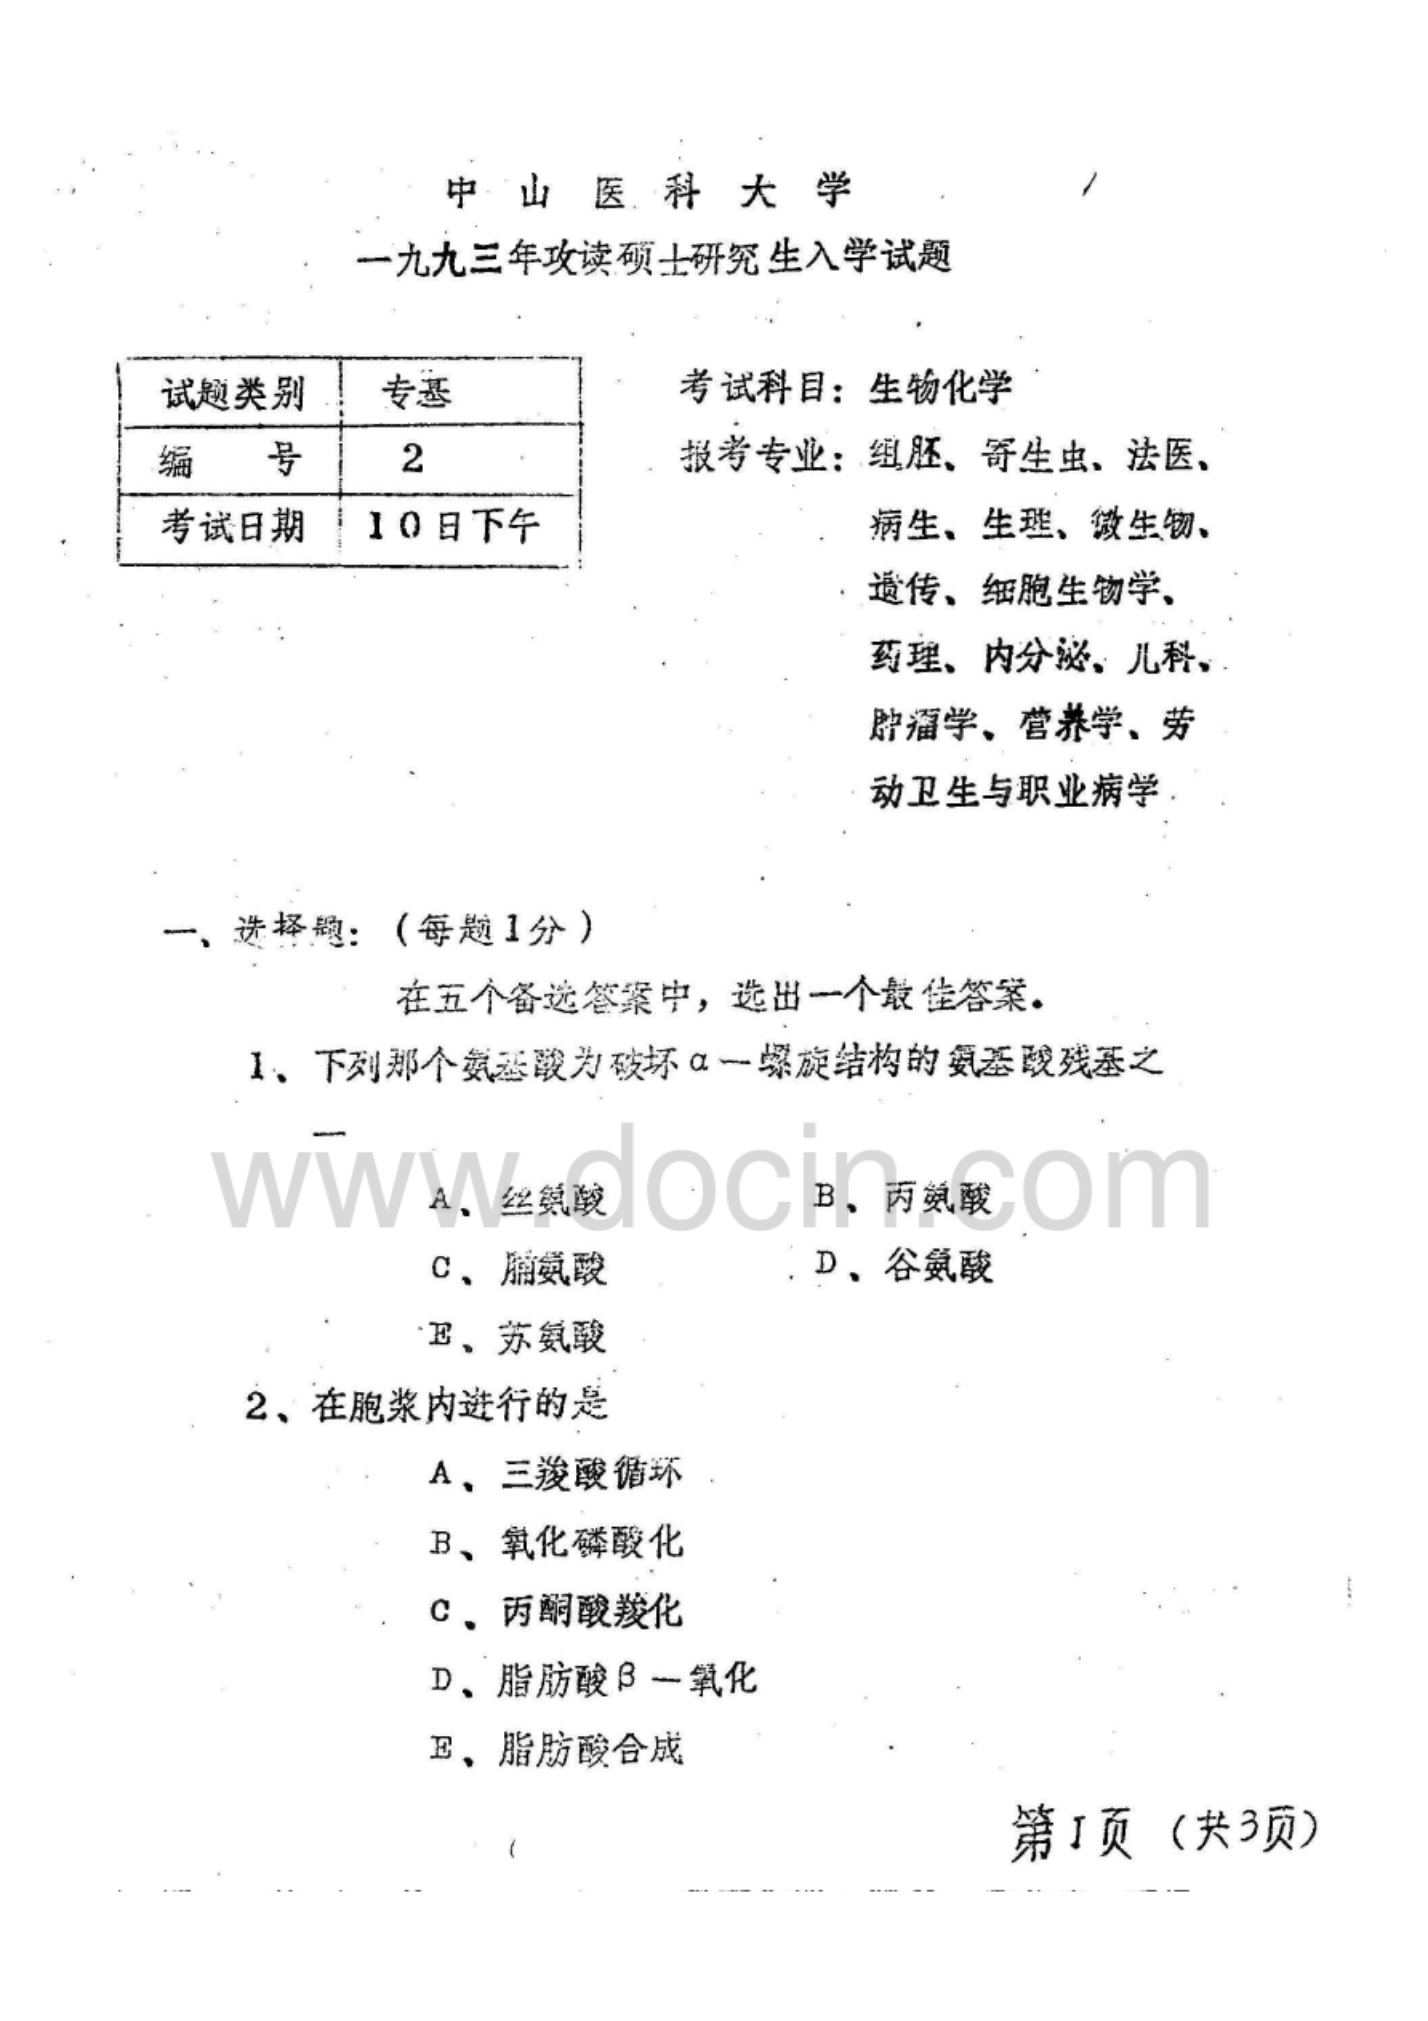 中山医科大学
一九九三年攻读硕士研究生入学试题
试题类别 专基
编号 2
考试日期 10日下午
考试科目：生物化学
报考专业：组胚、寄生虫、法医、
病生、生理、微生物、
遗传、细胞生物学、
药理、内分泌、儿科、
肿瘤学、营养学、劳
动卫生与职业病学
一、选择题：（每题1分）
在五个备选答案中，选出一个最佳答案。
1、下列那个氨基酸为破坏α—螺旋结构的氨基酸残基之
一
www.docin.com
A、丝氨酸 B、丙氨酸
C、脯氨酸 D、谷氨酸
E、苏氨酸
2、在胞浆内进行的是
A、三羧酸循环
B、氧化磷酸化
C、丙酮酸羧化
D、脂肪酸β—氧化
E、脂肪酸合成
第1页（共3页）